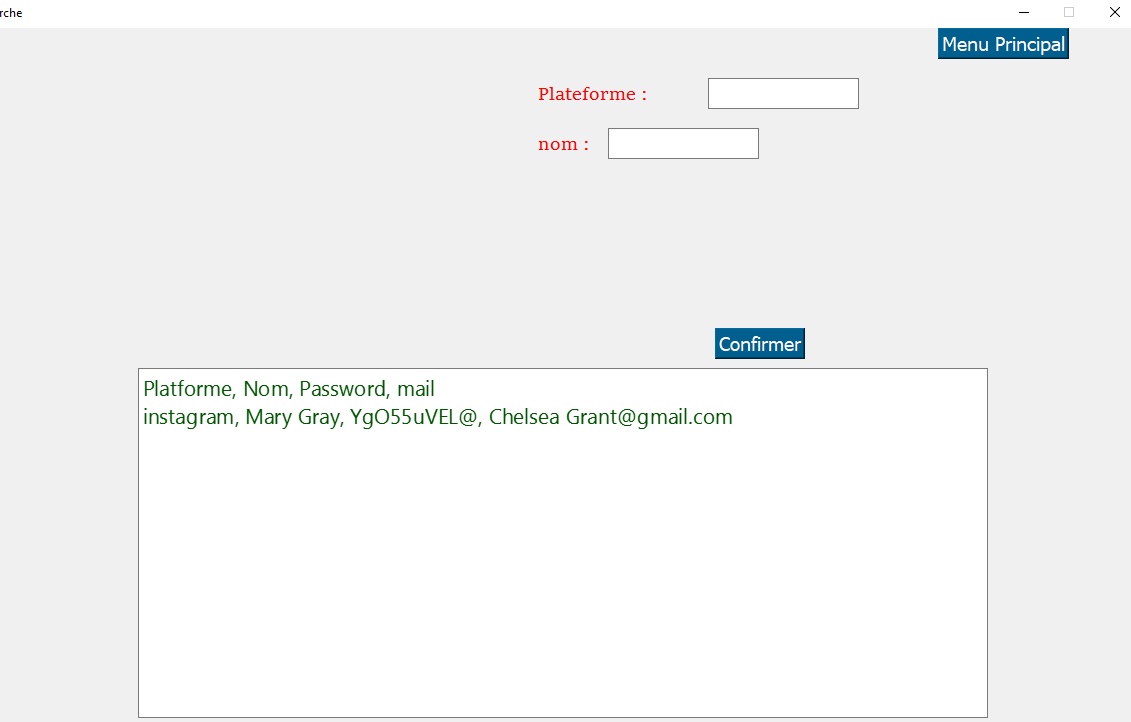 rche
Menu Principal
Plateforme :
nom :
Confirmer
Platforme, Nom, Password, mail
instagram, Mary Gray, YgO55uVEL@, Chelsea Grant@gmail.com